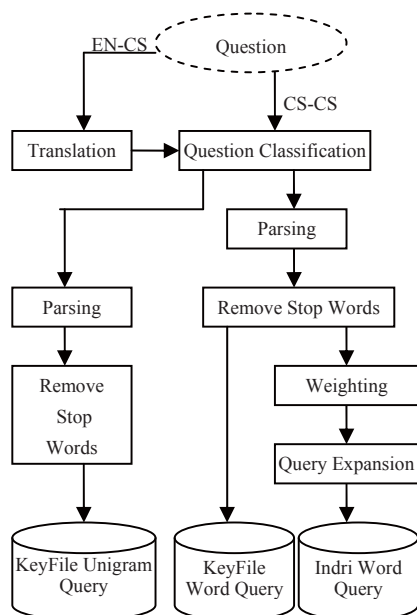 Question
EN-CS
CS-CS
Translation
Question Classification
Parsing
Parsing
Remove Stop Words
Remove
Stop
Words
Weighting
Query Expansion
KeyFile Unigram
Query
KeyFile
Word Query
Indri Word
Query